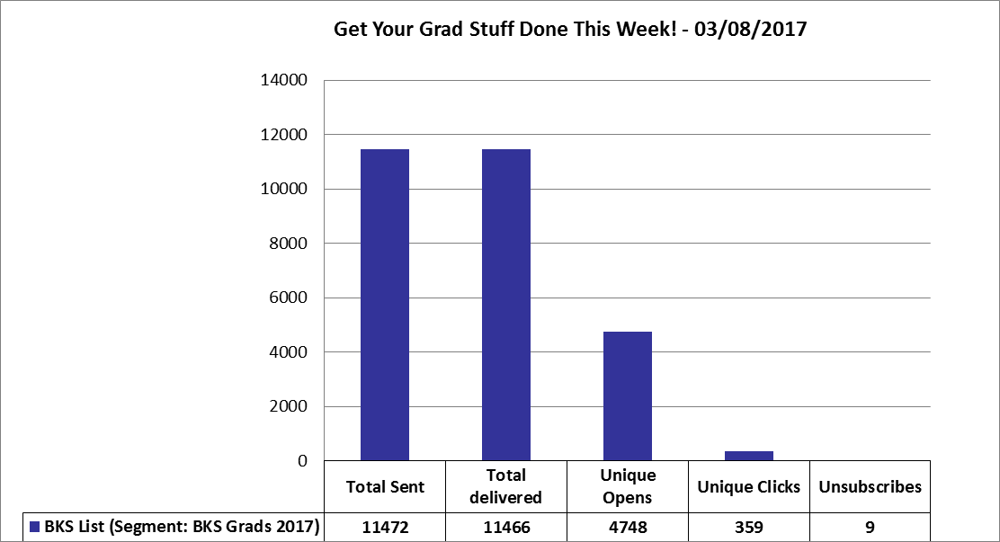 Get Your Grad Stuff Done This Week! - 03/08/2017
14000
12000
10000
8000
6000
4000
2000
0
Total Sent
Total
delivered
Unique
Opens
Unique Clicks
Unsubscribes
BKS List (Segment: BKS Grads 2017)
11472
11466
4748
359
9